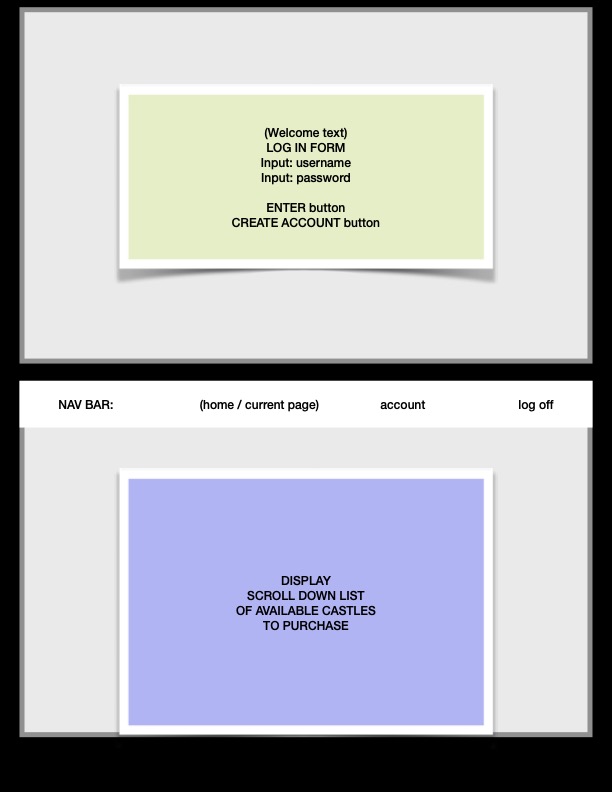 (Welcome text)
LOG IN FORM
Input: username
Input: password
ENTER button
CREATE ACCOUNT button
NAV BAR: (home / current page) account log off
DISPLAY
SCROLL DOWN LIST
OF AVAILABLE CASTLES
TO PURCHASE